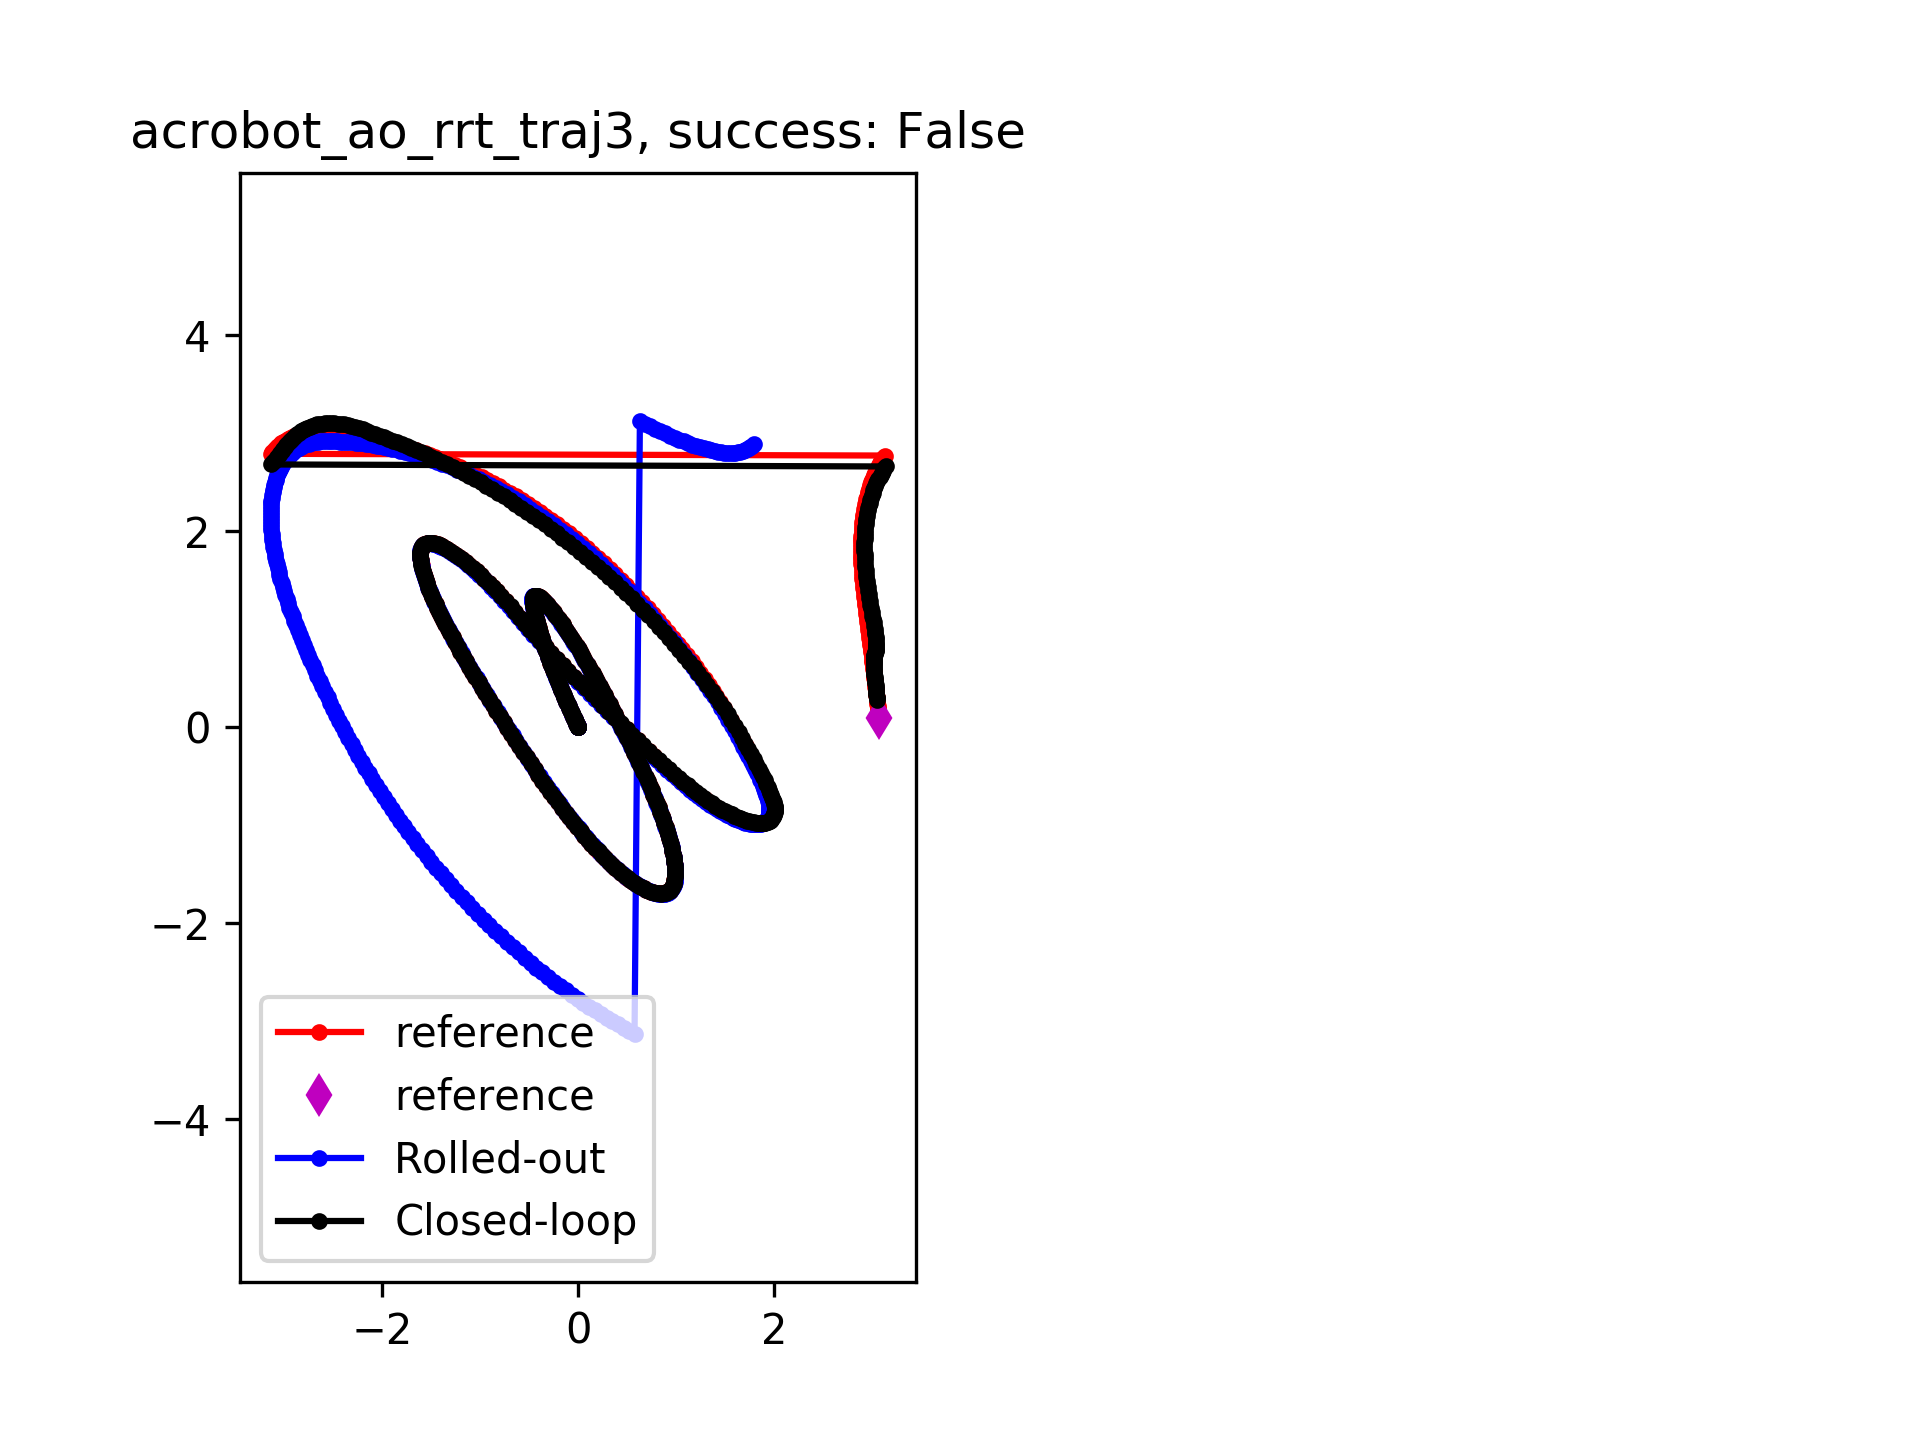 acrobot_ao_rrt_traj3, success: False
4
2
0
−2
−4
reference
reference
Rolled-out
Closed-loop
−2 0 2